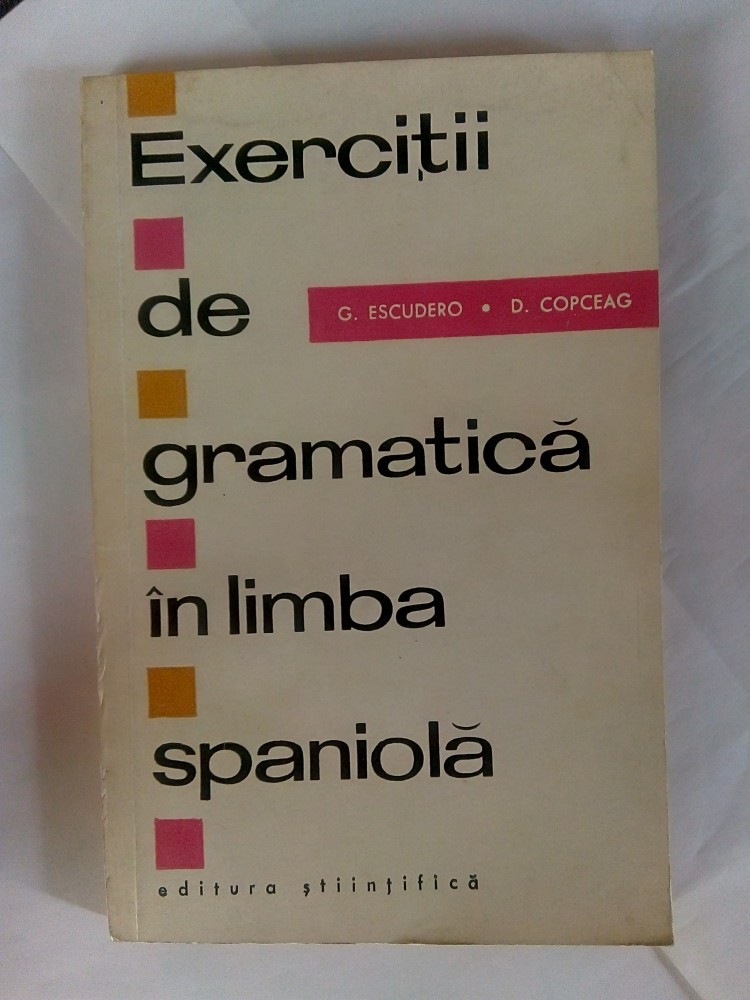 Exerciții
de
G. ESCUDERO • D. COPCEAG
gramatică
în limba
spaniolă
editura științifică